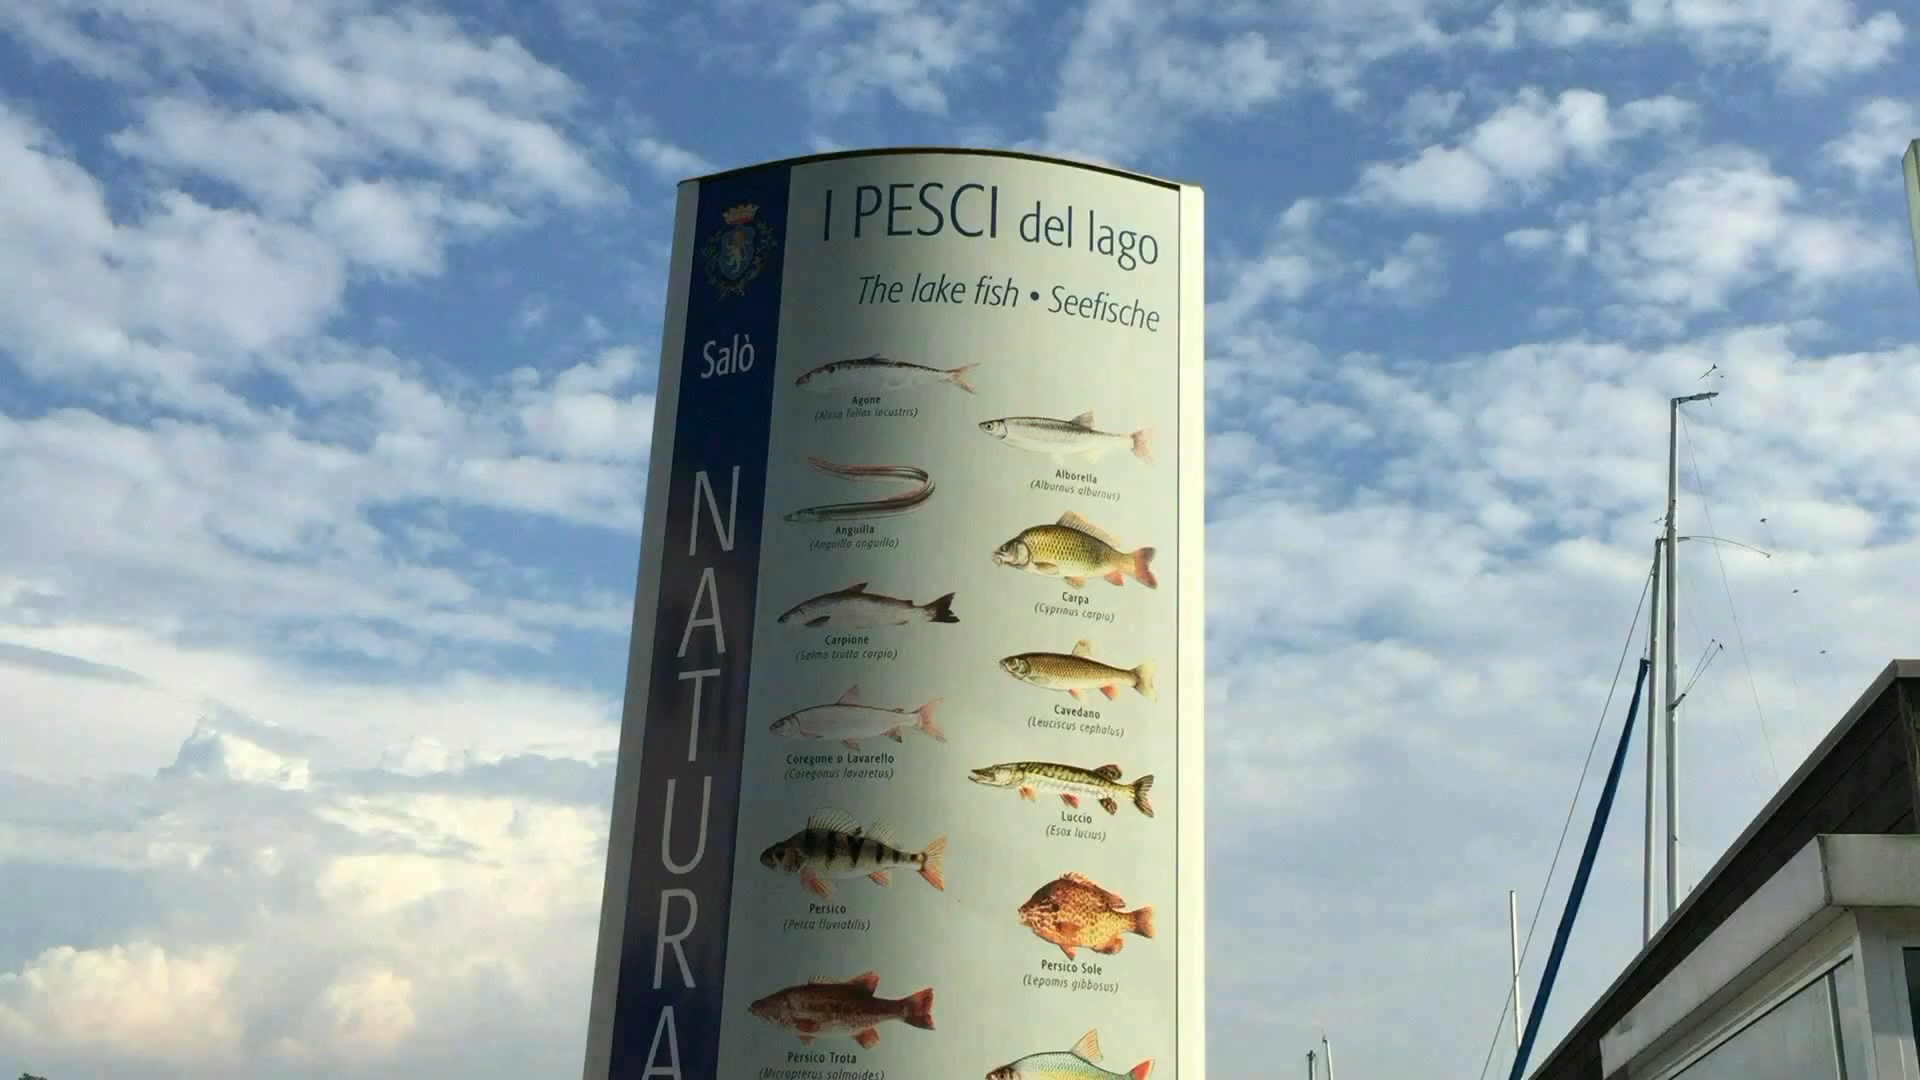 I PESCI del lago
The lake fish • Seefische
Salò
NATURA
Agone
(Alosa fallax lacustris)
Alborella
(Alburnus alburnus)
Anguilla
(Anguilla anguilla)
Carpa
(Cyprinus carpio)
Carpione
(Salmo trutta carpio)
Cavedano
(Leuciscus cephalus)
Coregone o Lavarello
(Coregonus lavaretus)
Luccio
(Esox lucius)
Persico
(Perca fluviatilis)
Persico Sole
(Lepomis gibbosus)
Persico Trota
(Micropterus salmoides)